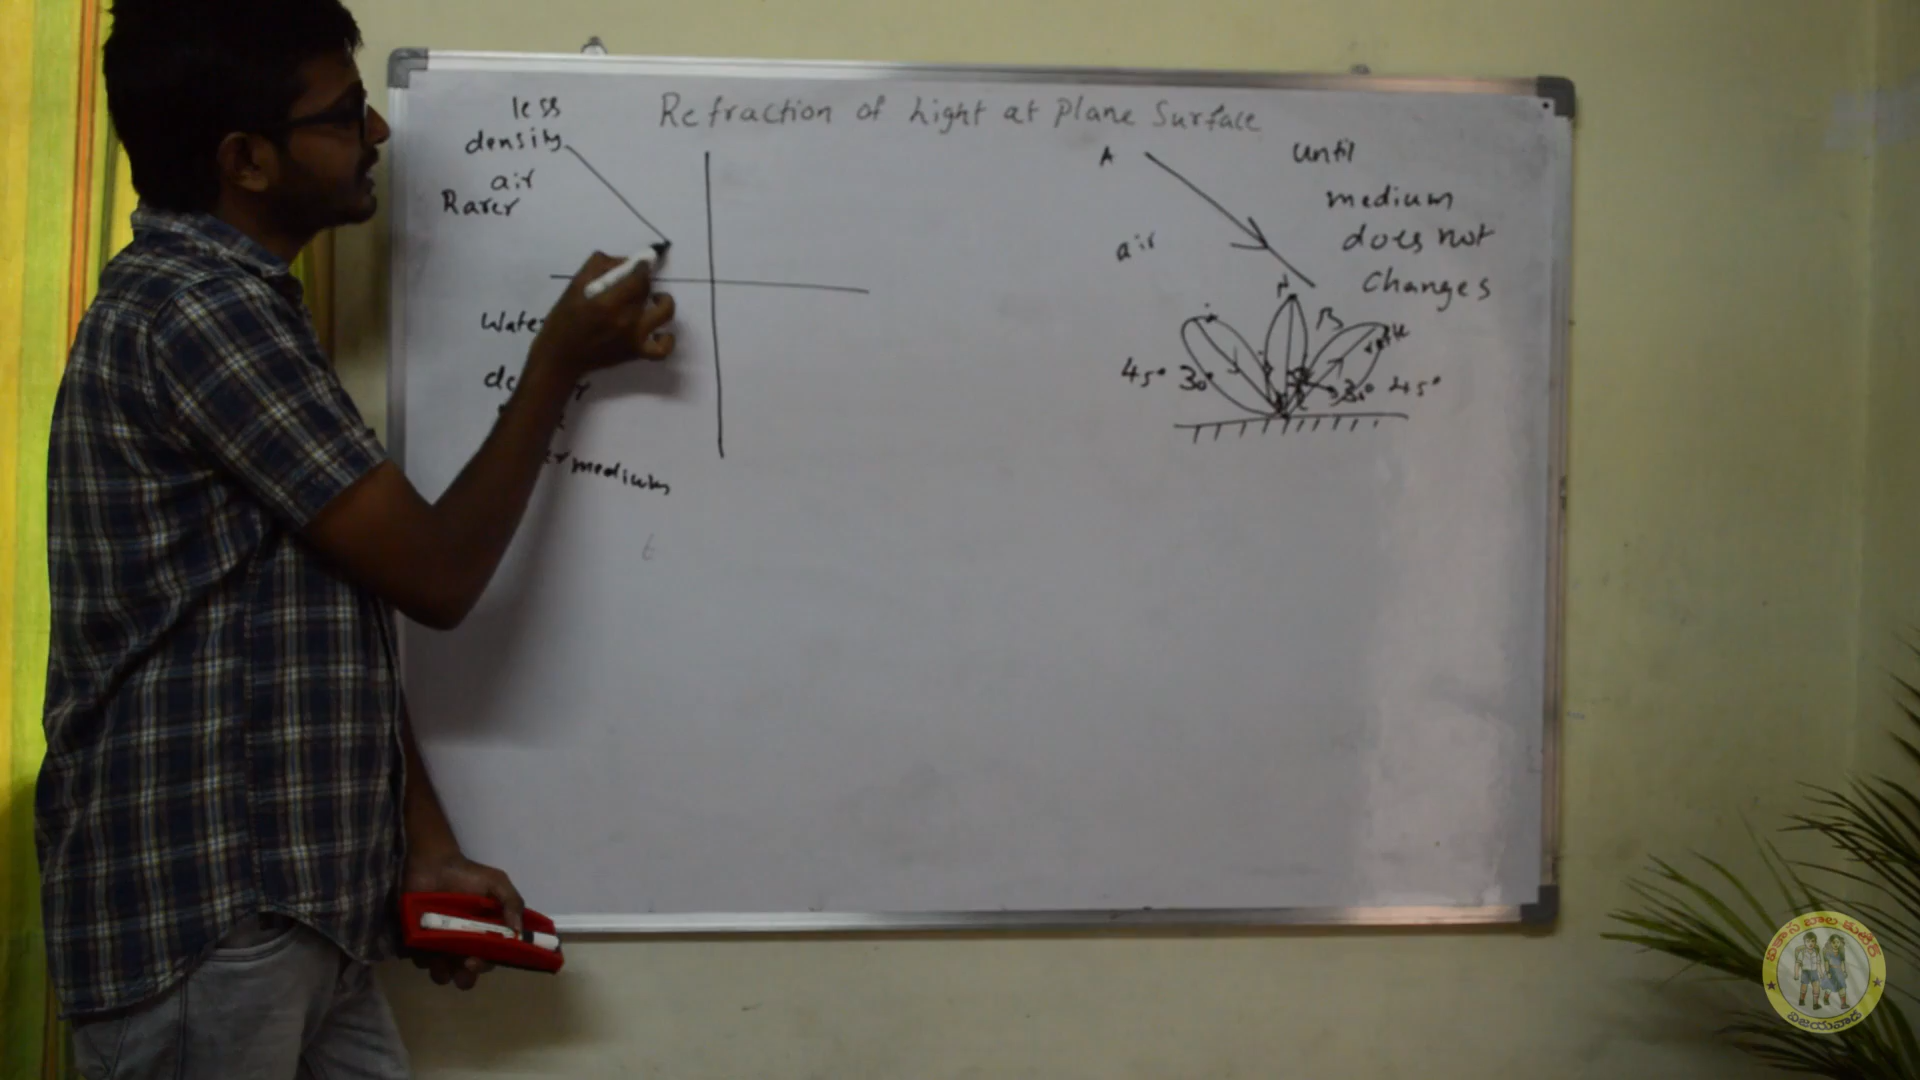 Refraction of Light at Plane Surface
less
density
air
Rarer
medium
A
air
until
medium
does not
Changes
N
i
B
45° 30°
30° 45°
వికాస బాల కుటీర్
విజయవాడ